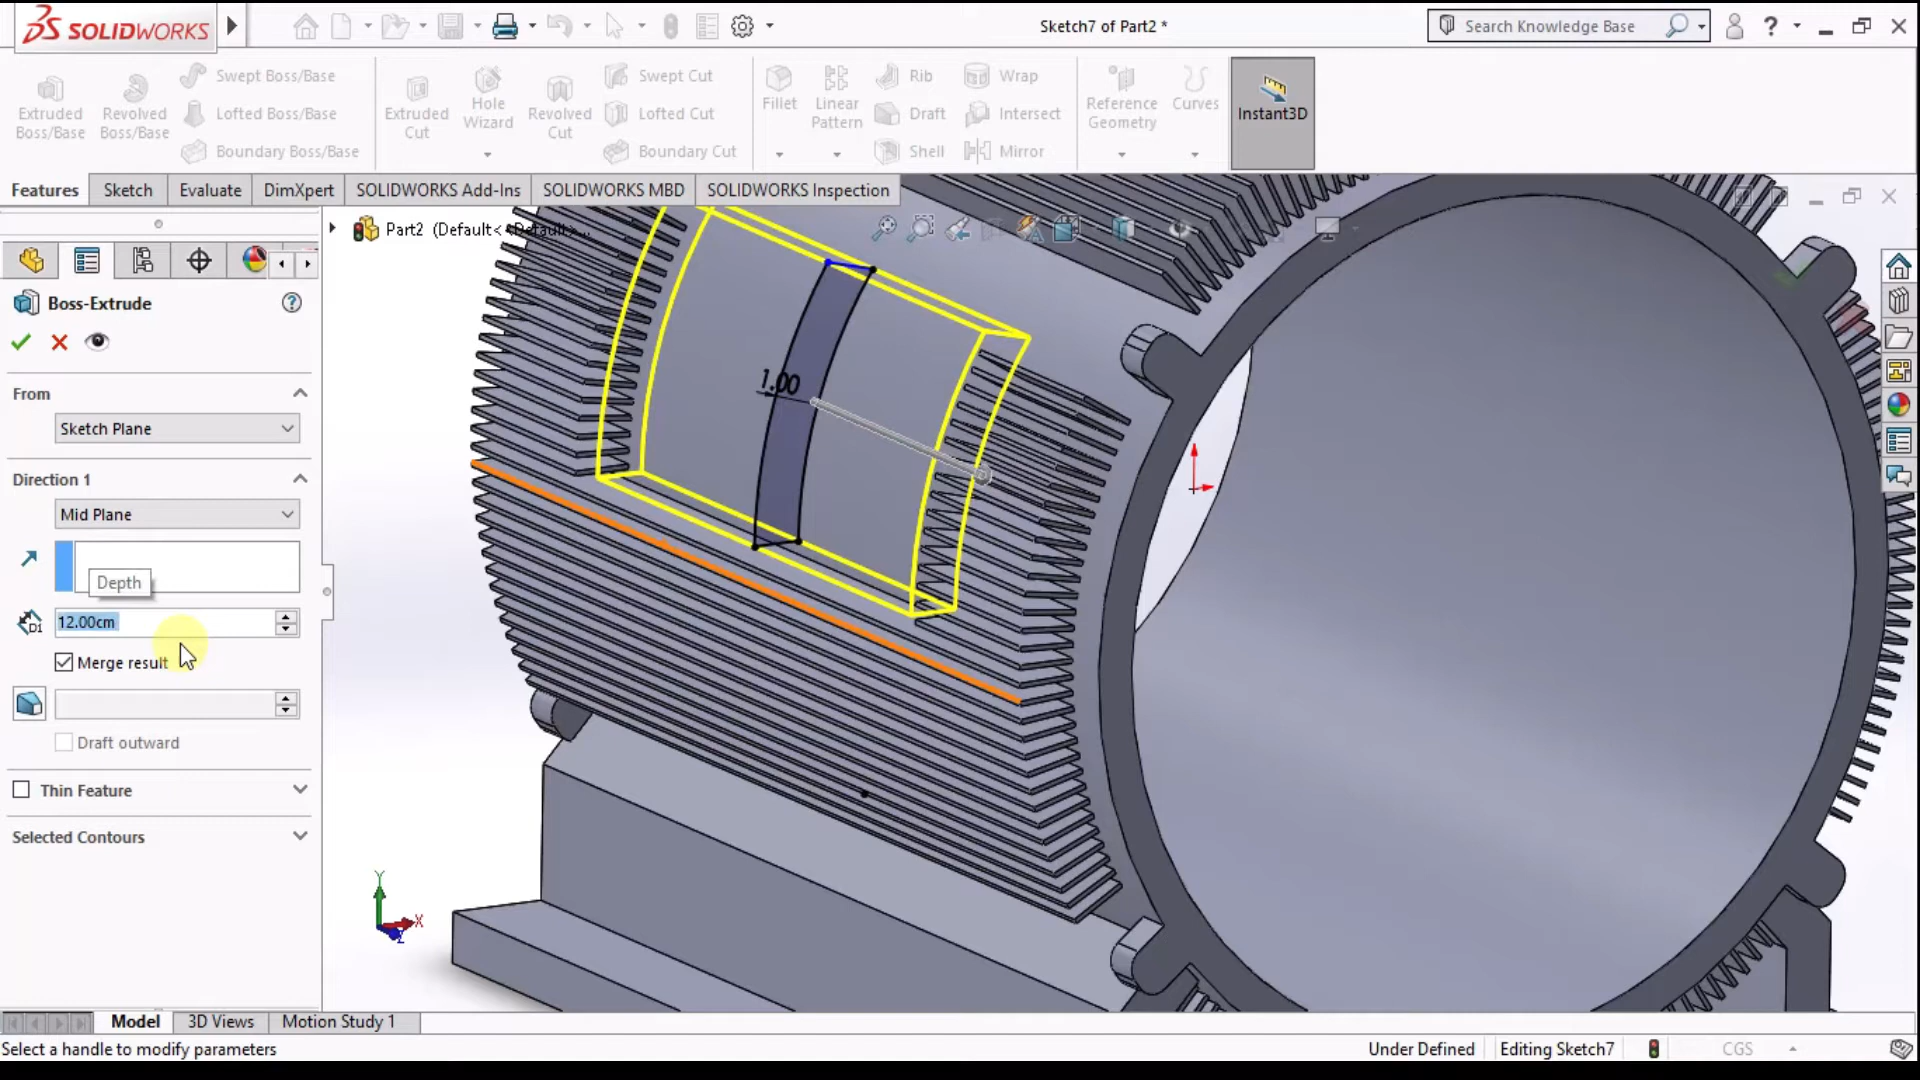 SOLIDWORKS
Sketch7 of Part2 *
Search Knowledge Base
?
Extruded Boss/Base
Revolved Boss/Base
Swept Boss/Base
Lofted Boss/Base
Boundary Boss/Base
Extruded Cut
Hole Wizard
Revolved Cut
Swept Cut
Lofted Cut
Boundary Cut
Fillet
Linear Pattern
Rib
Draft
Shell
Wrap
Intersect
Mirror
Reference Geometry
Curves
Instant3D
Features
Sketch
Evaluate
DimXpert
SOLIDWORKS Add-Ins
SOLIDWORKS MBD
SOLIDWORKS Inspection
Part2 (Default< <Default>...
Boss-Extrude
?
From
Sketch Plane
Direction 1
Mid Plane
Depth
D1
12.00cm
Merge result
Draft outward
Thin Feature
Selected Contours
1.00
Y
X
Z
Model
3D Views
Motion Study 1
Select a handle to modify parameters
Under Defined
Editing Sketch7
CGS